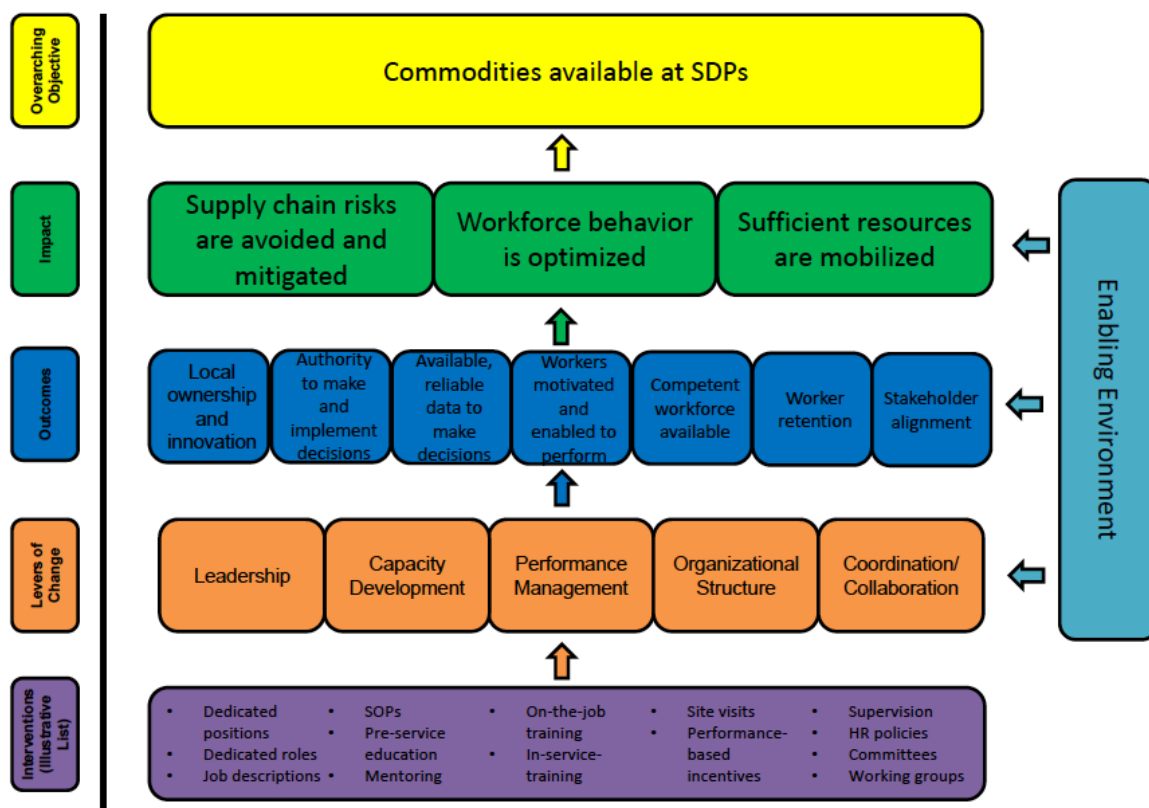 Overarching
Objective
Commodities available at SDPs
Impact
Supply chain risks
are avoided and
mitigated
Workforce behavior
is optimized
Sufficient resources
are mobilized
Enabling Environment
Outcomes
Local
ownership
and
innovation
Authority
to make
and
implement
decisions
Available,
reliable
data to
make
decisions
Workers
motivated
and
enabled to
perform
Competent
workforce
available
Worker
retention
Stakeholder
alignment
Levers of
Change
Leadership
Capacity
Development
Performance
Management
Organizational
Structure
Coordination/
Collaboration
Interventions
(Illustrative
List)
• Dedicated
positions
• Dedicated roles
• Job descriptions
• SOPs
• Pre-service
education
• Mentoring
• On-the-job
training
• In-service-
training
• Site visits
• Performance-
based
incentives
• Supervision
• HR policies
• Committees
• Working groups